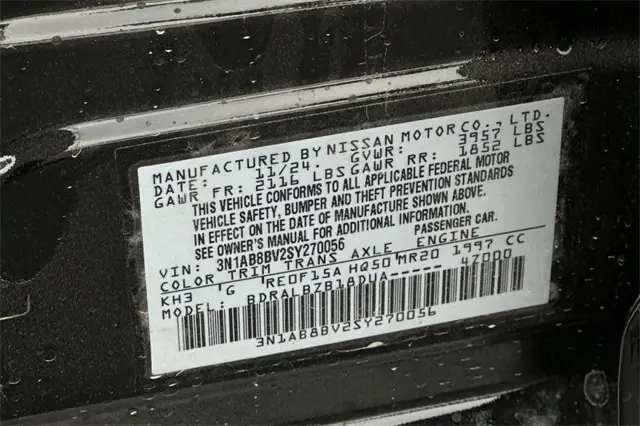 MANUFACTURED BY NISSAN MOTOR CO., LTD.
DATE: 11/24. GVWR: 3957 LBS
GAWR FR: 2116 LBS GAWR RR: 1852 LBS
THIS VEHICLE CONFORMS TO ALL APPLICABLE FEDERAL MOTOR
VEHICLE SAFETY, BUMPER AND THEFT PREVENTION STANDARDS
IN EFFECT ON THE DATE OF MANUFACTURE SHOWN ABOVE.
SEE OWNER'S MANUAL FOR ADDITIONAL INFORMATION.
VIN: 3N1AB8BV2SY270056 PASSENGER CAR.
COLOR TRIM TRANS AXLE ENGINE
KH3 G RE0F15A HQ50 MR20 1997 CC
MODEL: BDRALBZB18DUA----- 47000
3N1AB8BV2SY270056